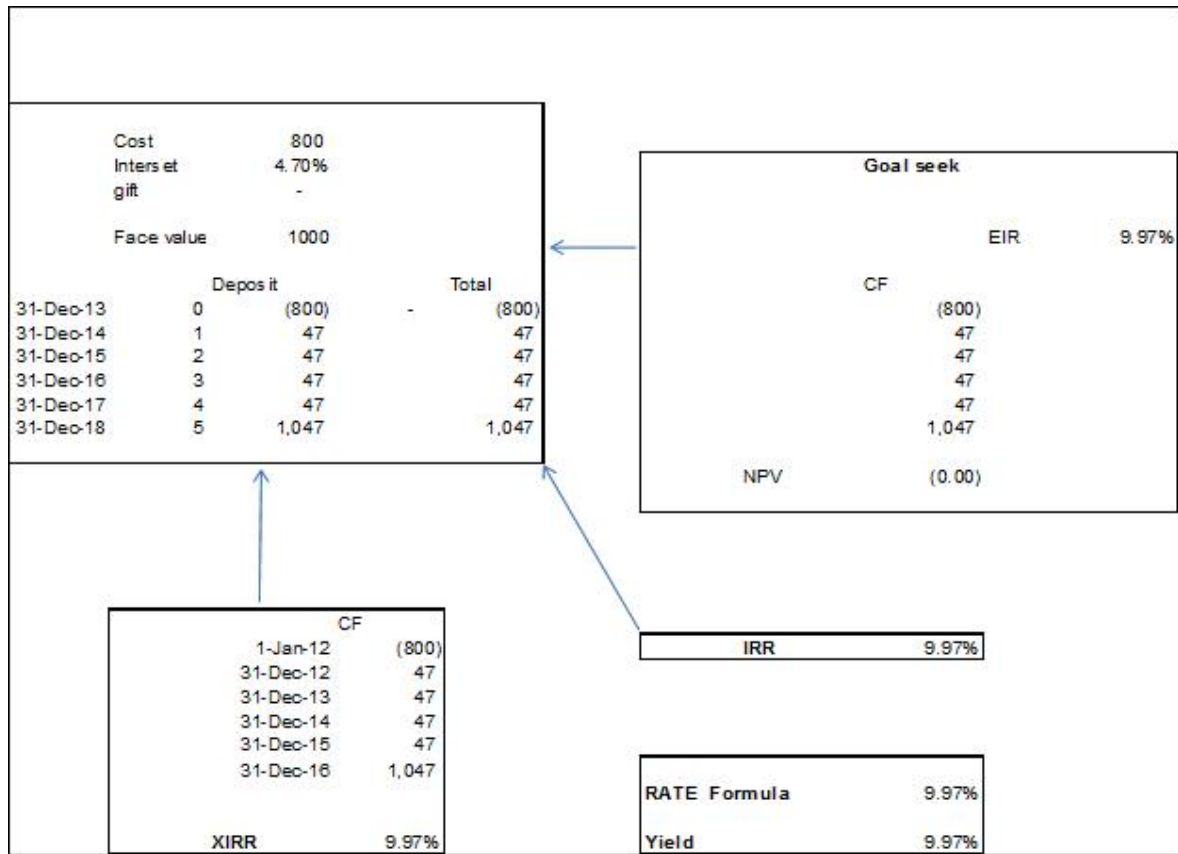 Cost 800
Interset 4.70%
gift -
Face value 1000
Deposit Total
31-Dec-13 0 (800) - (800)
31-Dec-14 1 47 47
31-Dec-15 2 47 47
31-Dec-16 3 47 47
31-Dec-17 4 47 47
31-Dec-18 5 1,047 1,047
Goal seek
EIR 9.97%
CF
(800)
47
47
47
47
1,047
NPV (0.00)
CF
1-Jan-12 (800)
31-Dec-12 47
31-Dec-13 47
31-Dec-14 47
31-Dec-15 47
31-Dec-16 1,047
XIRR 9.97%
IRR 9.97%
RATE Formula 9.97%
Yield 9.97%